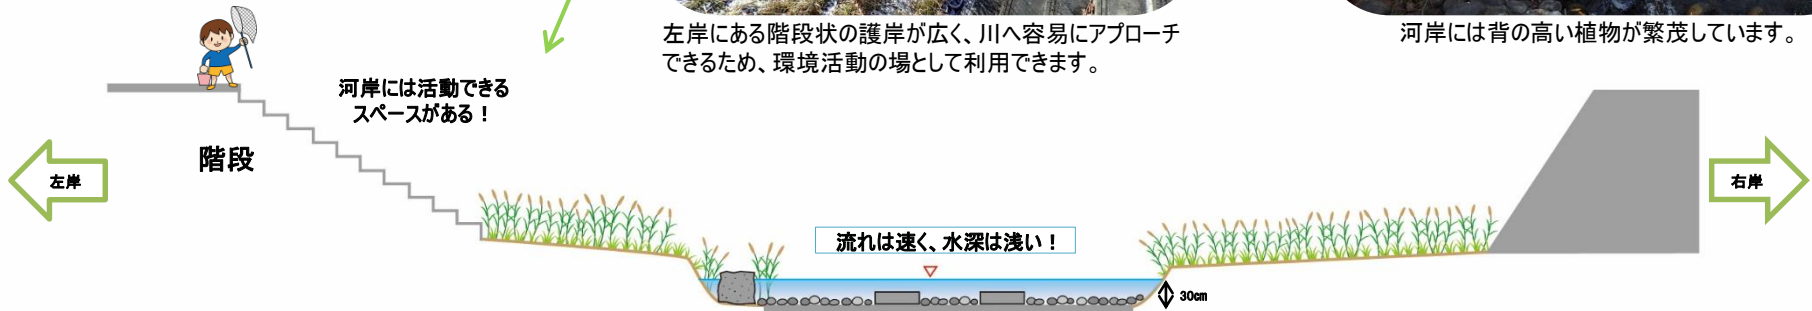 左岸にある階段状の護岸が広く、川へ容易にアプローチ
できるため、環境活動の場として利用できます。
河岸には背の高い植物が繁茂しています。
河岸には活動できる
スペースがある！
階段
左岸
右岸
流れは速く、水深は浅い！
30㎝